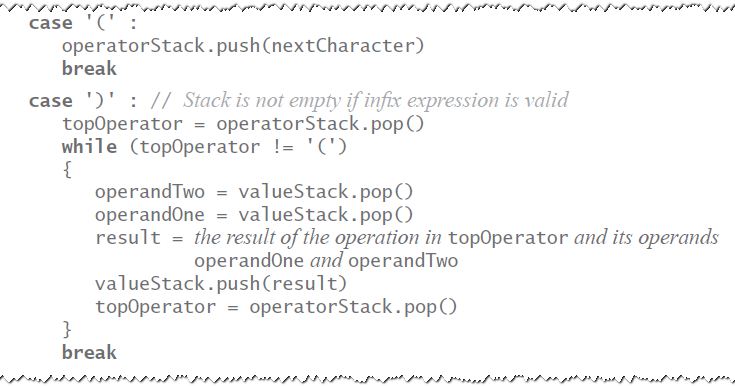 case '(' :
operatorStack.push(nextCharacter)
break
case ')' : // Stack is not empty if infix expression is valid
topOperator = operatorStack.pop()
while (topOperator != '(')
{
operandTwo = valueStack.pop()
operandOne = valueStack.pop()
result = the result of the operation in topOperator and its operands
operandOne and operandTwo
valueStack.push(result)
topOperator = operatorStack.pop()
}
break